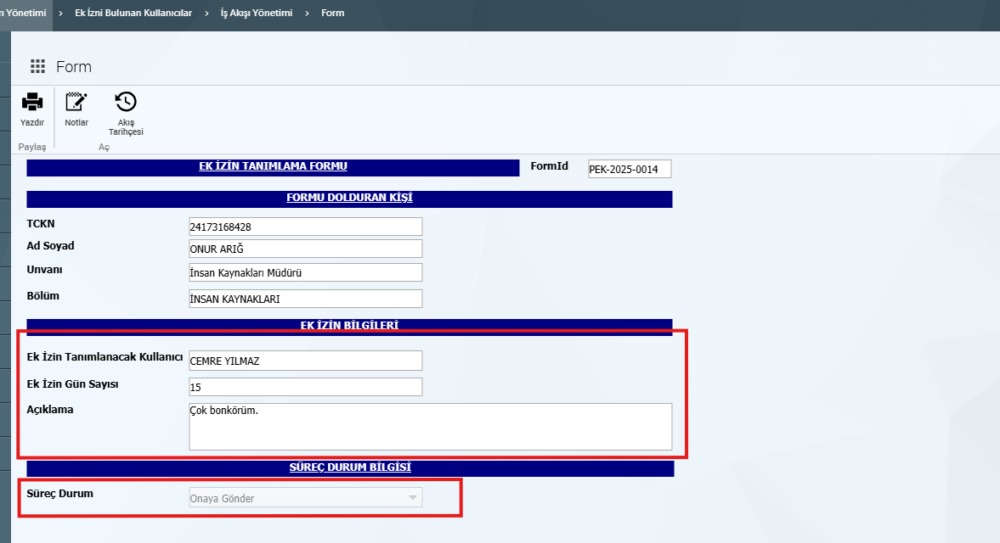 ı Yönetimi > Ek İzni Bulunan Kullanıcılar > İş Akışı Yönetimi > Form
Form
Yazdır
Notlar
Akış
Tarihçesi
Paylaş
Aç
EK İZİN TANIMLAMA FORMU
FormId
PEK-2025-0014
FORMU DOLDURAN KİŞİ
TCKN
24173168428
Ad Soyad
ONUR ARIĞ
Unvanı
İnsan Kaynakları Müdürü
Bölüm
İNSAN KAYNAKLARI
EK İZİN BİLGİLERİ
Ek İzin Tanımlanacak Kullanıcı
CEMRE YILMAZ
Ek İzin Gün Sayısı
15
Açıklama
Çok bonkörüm.
SÜREÇ DURUM BİLGİSİ
Süreç Durum
Onaya Gönder